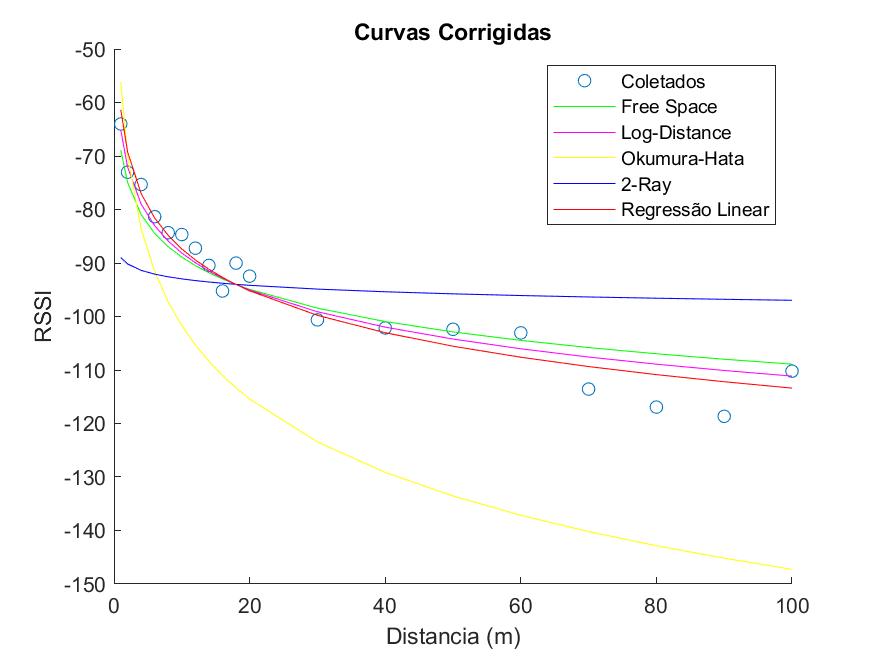 Curvas Corrigidas
Coletados
Free Space
Log-Distance
Okumura-Hata
2-Ray
Regressão Linear
RSSI
-50
-60
-70
-80
-90
-100
-110
-120
-130
-140
-150
0 20 40 60 80 100
Distancia (m)